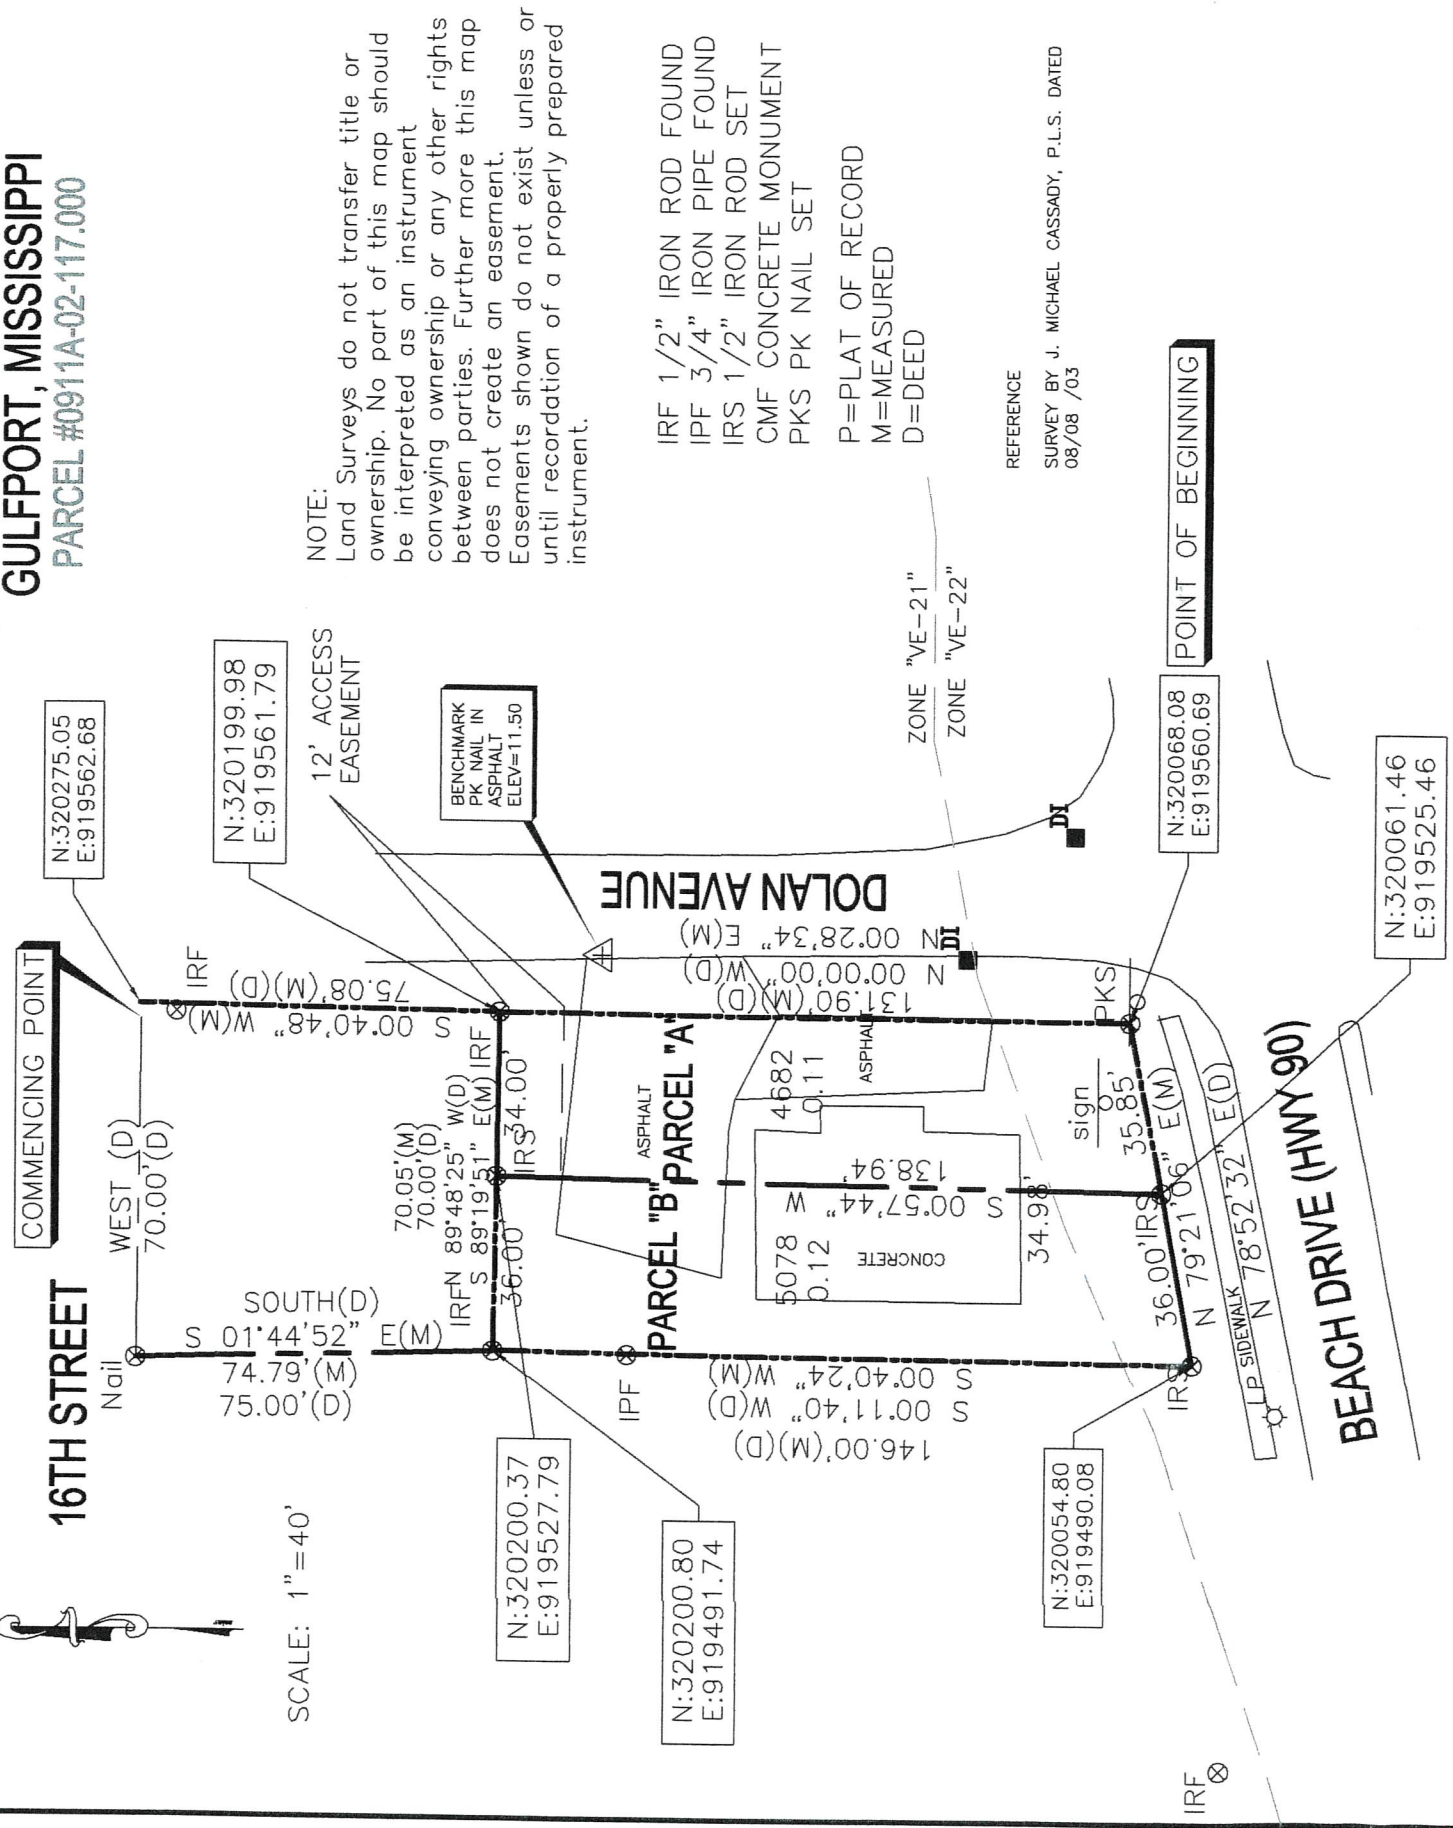 GULFPORT, MISSISSIPPI
PARCEL #0911A-02-117.000
NOTE:
Land Surveys do not transfer title or
ownership. No part of this map should
be interpreted as an instrument
conveying ownership or any other rights
between parties. Further more this map
does not create an easement.
Easements shown do not exist unless or
until recordation of a properly prepared
instrument.
IRF 1/2" IRON ROD FOUND
IPF 3/4" IRON PIPE FOUND
IRS 1/2" IRON ROD SET
CMF CONCRETE MONUMENT
PKS PK NAIL SET
P=PLAT OF RECORD
M=MEASURED
D=DEED
REFERENCE
SURVEY BY J. MICHAEL CASSADY, P.L.S. DATED
08/08 /03
16TH STREET
COMMENCING POINT
N:320275.05
E:919562.68
WEST (D)
70.00'(D)
Nail
SOUTH(D)
S 01°44'52" E(M)
74.79'(M)
75.00'(D)
SCALE: 1"=40'
IRF
75.08'(M)(D)
S 00°40'48" W(M)
N:320199.98
E:919561.79
12' ACCESS
EASEMENT
BENCHMARK
PK NAIL IN
ASPHALT
ELEV=11.50
70.05'(M)
70.00'(D)
N 89°48'25" W(D)
S 89°19'51" E(M)
IRF
IRF
36.00'
34.00'
IRS
N:320200.37
E:919527.79
N:320200.80
E:919491.74
ASPHALT
PARCEL "B"
PARCEL "A"
IPF
DOLAN AVENUE
N 00°28'34" E(M)
N 00°00'00" W(D)
131.90'(M)(D)
DI
DI
4682
0.11
ASPHALT
5078
0.12
CONCRETE
138.94'
S 00°57'44" W
34.98'
S 00°40'24" W(M)
S 00°11'40" W(D)
146.00'(M)(D)
ZONE "VE-21"
ZONE "VE-22"
PKS
sign
35.85'
36.00'
IRS
IRS
N 79°21'06" E(M)
N 78°52'32" E(D)
LP SIDEWALK
POINT OF BEGINNING
N:320068.08
E:919560.69
N:320061.46
E:919525.46
N:320054.80
E:919490.08
BEACH DRIVE (HWY 90)
IRF